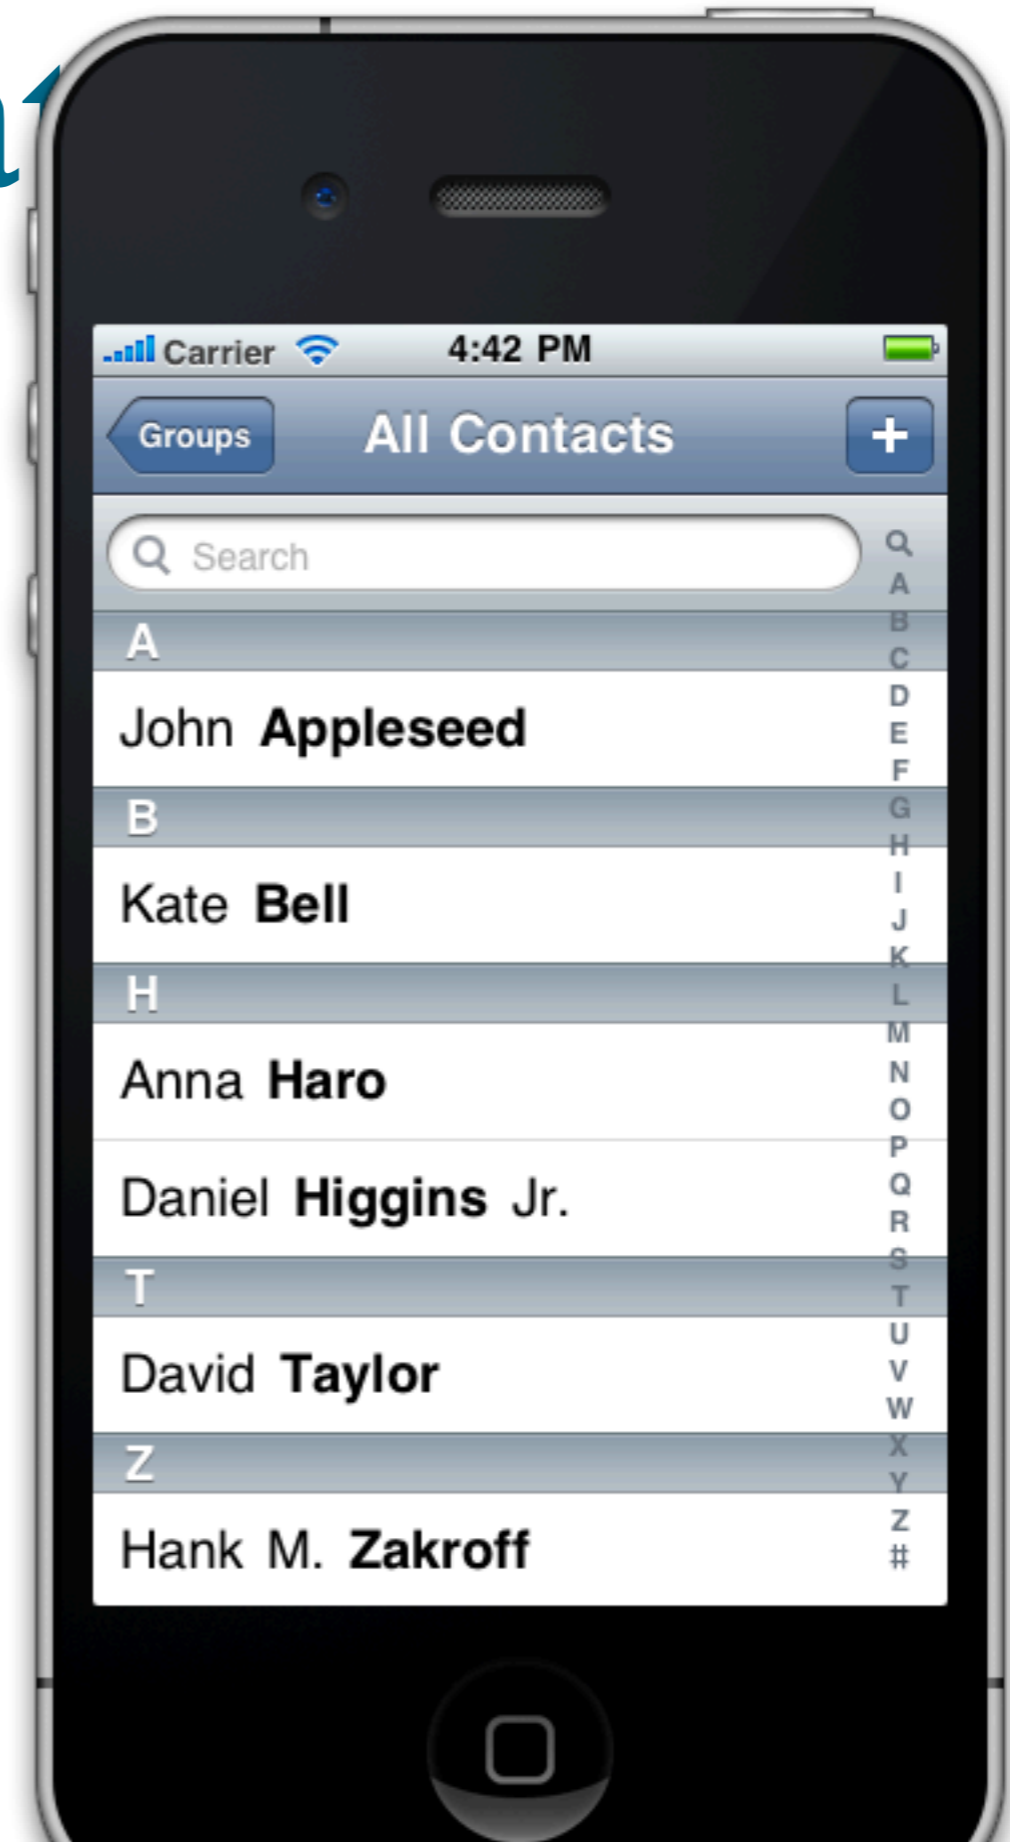 Carrier 4:42 PM
Groups All Contacts +
Search
A
John Appleseed
B
Kate Bell
H
Anna Haro
Daniel Higgins Jr.
T
David Taylor
Z
Hank M. Zakroff
A
B
C
D
E
F
G
H
I
J
K
L
M
N
O
P
Q
R
S
T
U
V
W
X
Y
Z
#